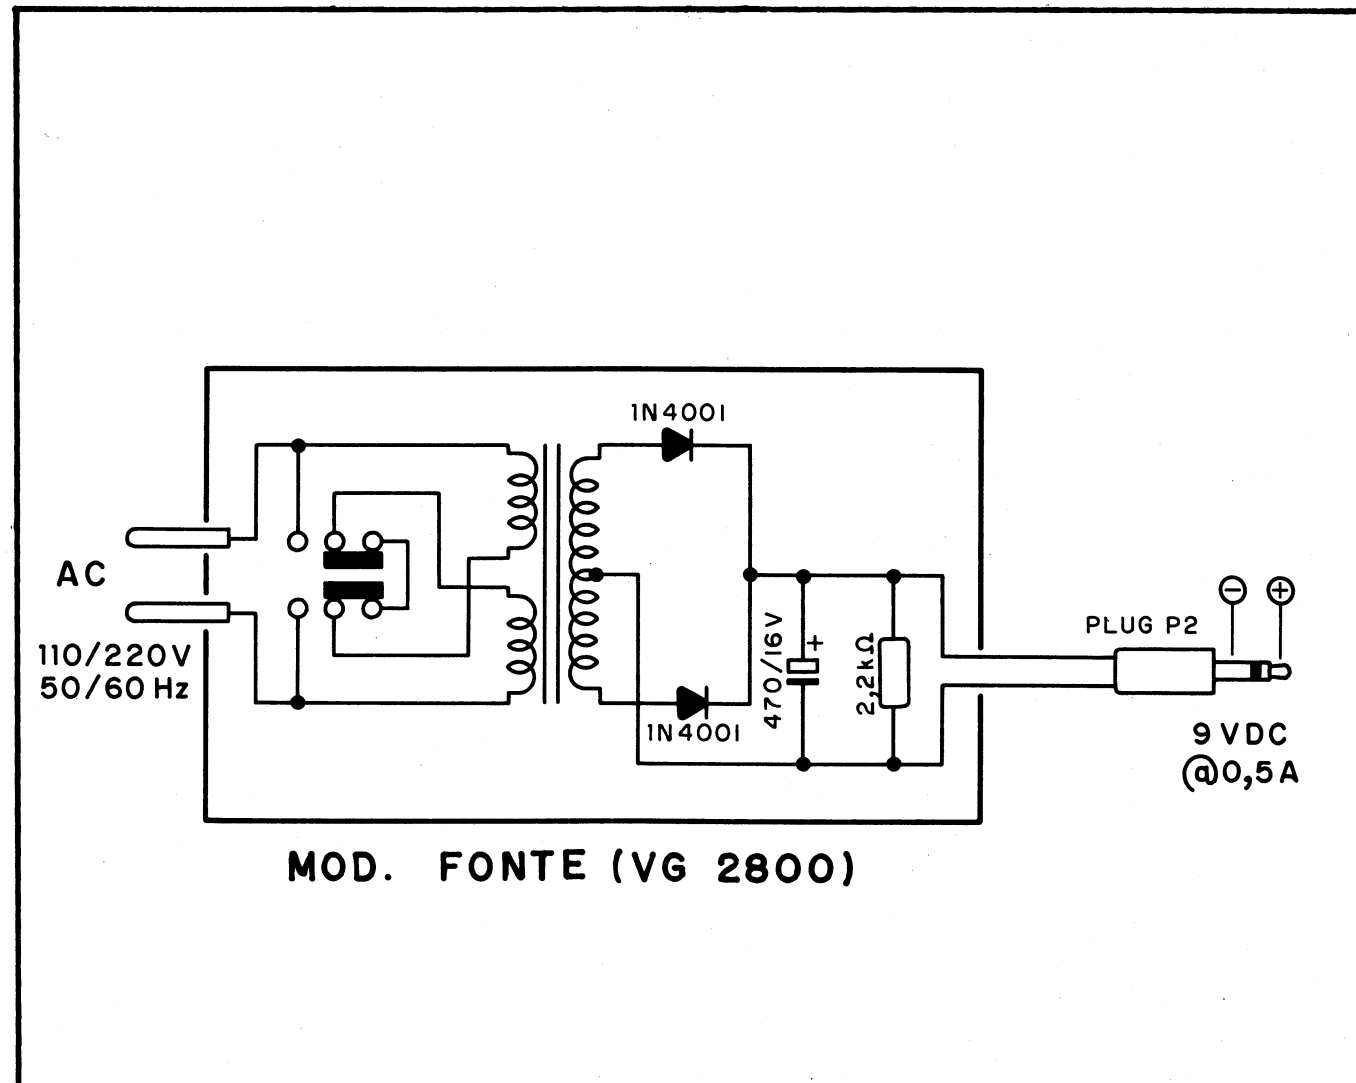 1N4001
AC
110/220V
50/60 Hz
1N4001
470/16V
+
2,2kΩ
PLUG P2
- +
9 VDC
@0,5A
MOD. FONTE (VG 2800)